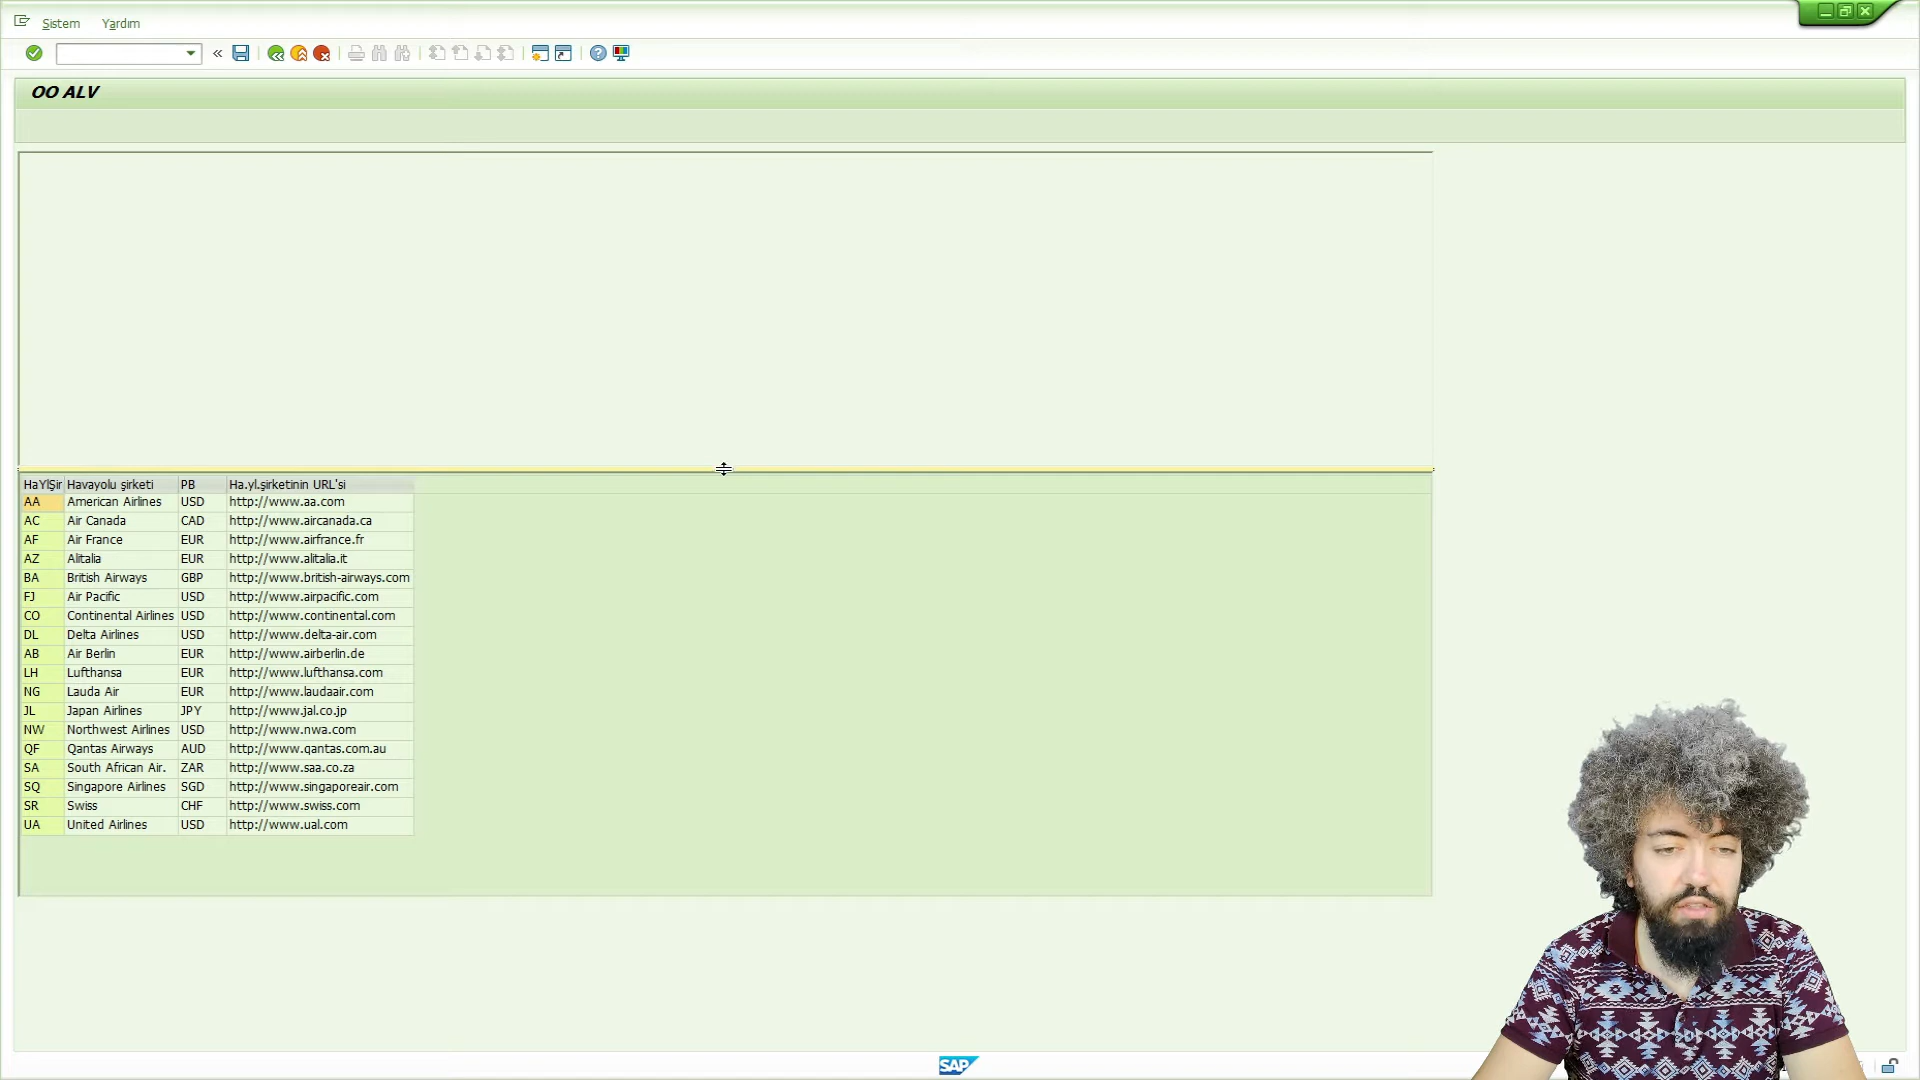 Sistem Yardım
OO ALV
HaYlŞir Havayolu şirketi PB Ha.yl.şirketinin URL'si
AA American Airlines USD http://www.aa.com
AC Air Canada CAD http://www.aircanada.ca
AF Air France EUR http://www.airfrance.fr
AZ Alitalia EUR http://www.alitalia.it
BA British Airways GBP http://www.british-airways.com
FJ Air Pacific USD http://www.airpacific.com
CO Continental Airlines USD http://www.continental.com
DL Delta Airlines USD http://www.delta-air.com
AB Air Berlin EUR http://www.airberlin.de
LH Lufthansa EUR http://www.lufthansa.com
NG Lauda Air EUR http://www.laudaair.com
JL Japan Airlines JPY http://www.jal.co.jp
NW Northwest Airlines USD http://www.nwa.com
QF Qantas Airways AUD http://www.qantas.com.au
SA South African Air. ZAR http://www.saa.co.za
SQ Singapore Airlines SGD http://www.singaporeair.com
SR Swiss CHF http://www.swiss.com
UA United Airlines USD http://www.ual.com
SAP